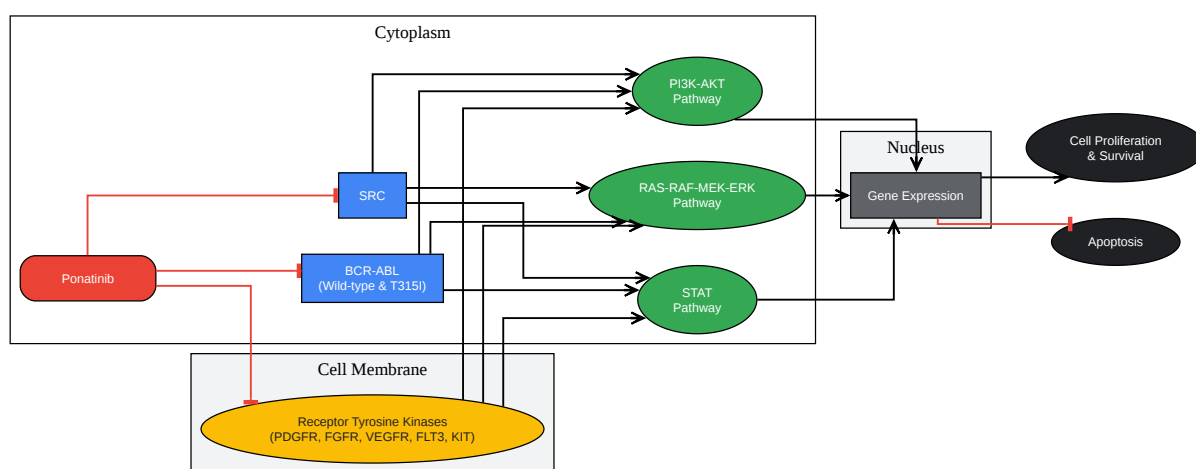 Cytoplasm
PI3K-AKT
Pathway
Nucleus
Cell Proliferation
& Survival
SRC
RAS-RAF-MEK-ERK
Pathway
Gene Expression
Apoptosis
Ponatinib
BCR-ABL
(Wild-type & T315I)
STAT
Pathway
Cell Membrane
Receptor Tyrosine Kinases
(PDGFR, FGFR, VEGFR, FLT3, KIT)